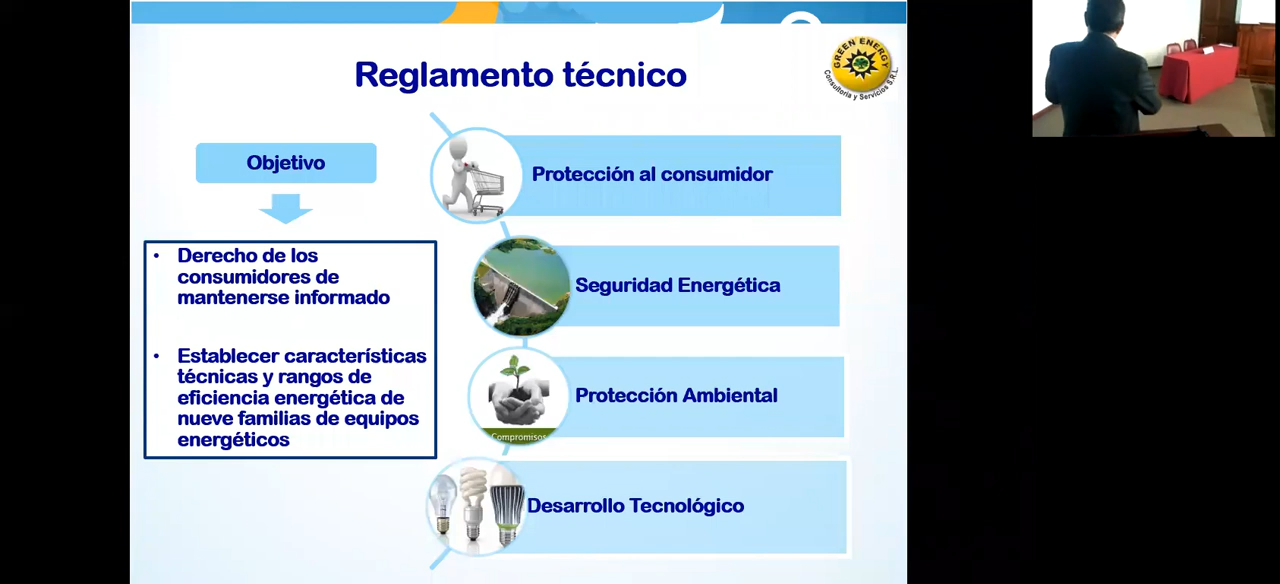 Reglamento técnico
GREEN ENERGY
Consultoria y Servicios S.R.L.
Objetivo
• Derecho de los
consumidores de
mantenerse informado
• Establecer características
técnicas y rangos de
eficiencia energética de
nueve familias de equipos
energéticos
Protección al consumidor
Seguridad Energética
Protección Ambiental
Compromisos
Desarrollo Tecnológico